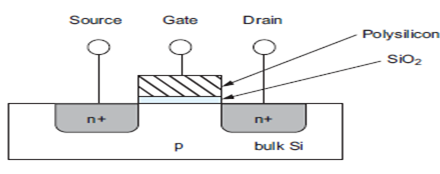 Source Gate Drain
Polysilicon
SiO₂
n+ n+
p bulk Si